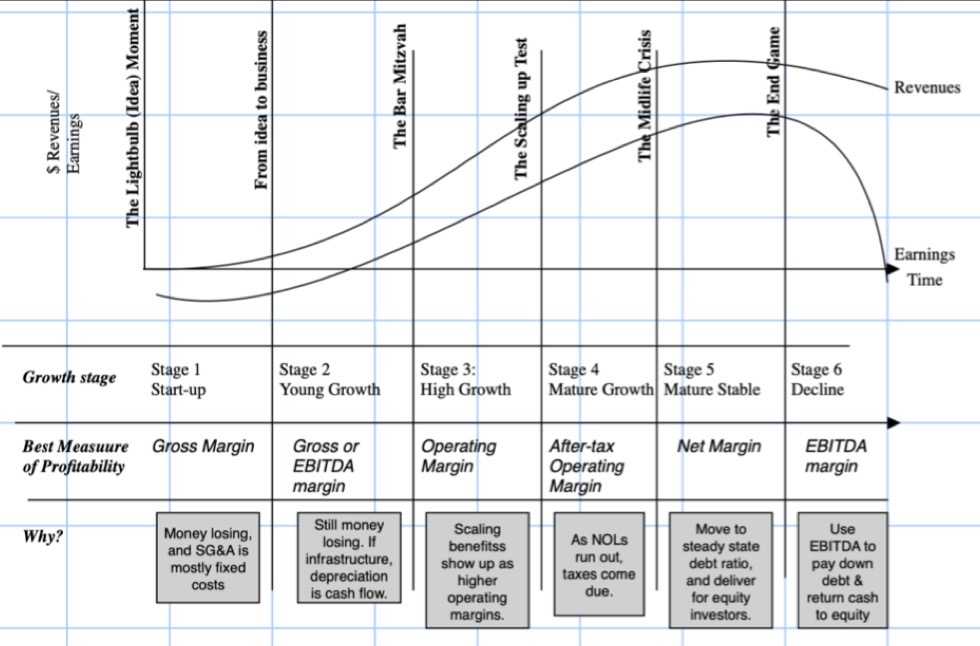 $ Revenues/
Earnings
The Lightbulb (Idea) Moment
From idea to business
The Bar Mitzvah
The Scaling up Test
The Midlife Crisis
The End Game
Revenues
Earnings
Time
Growth stage
Stage 1
Start-up
Stage 2
Young Growth
Stage 3:
High Growth
Stage 4
Mature Growth
Stage 5
Mature Stable
Stage 6
Decline
Best Measuure
of Profitability
Gross Margin
Gross or
EBITDA
margin
Operating
Margin
After-tax
Operating
Margin
Net Margin
EBITDA
margin
Why?
Money losing,
and SG&A is
mostly fixed
costs
Still money
losing. If
infrastructure,
depreciation
is cash flow.
Scaling
benefitss
show up as
higher
operating
margins.
As NOLs
run out,
taxes come
due.
Move to
steady state
debt ratio,
and deliver
for equity
investors.
Use
EBITDA to
pay down
debt &
return cash
to equity